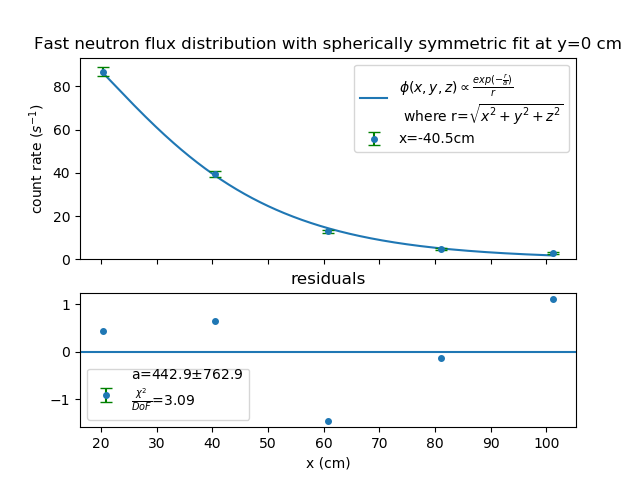 Fast neutron flux distribution with spherically symmetric fit at y=0 cm
80
60
40
20
0
count rate (s⁻¹)
ϕ(x, y, z) ∝ exp(−r/a)/r
where r=√x² + y² + z²
x=-40.5cm
residuals
1
0
−1
a=442.9±762.9
χ²/DoF=3.09
20 30 40 50 60 70 80 90 100
x (cm)